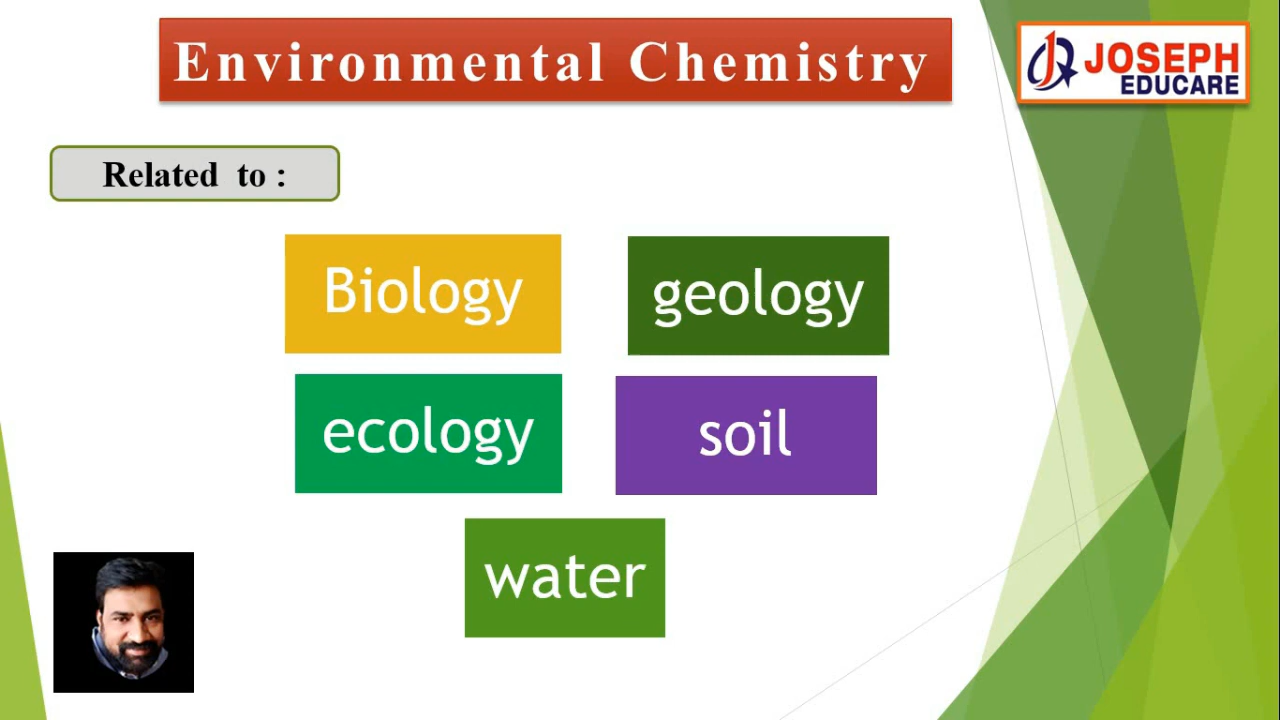 Environmental Chemistry
JOSEPH
EDUCARE
Related to :
Biology
geology
ecology
soil
water